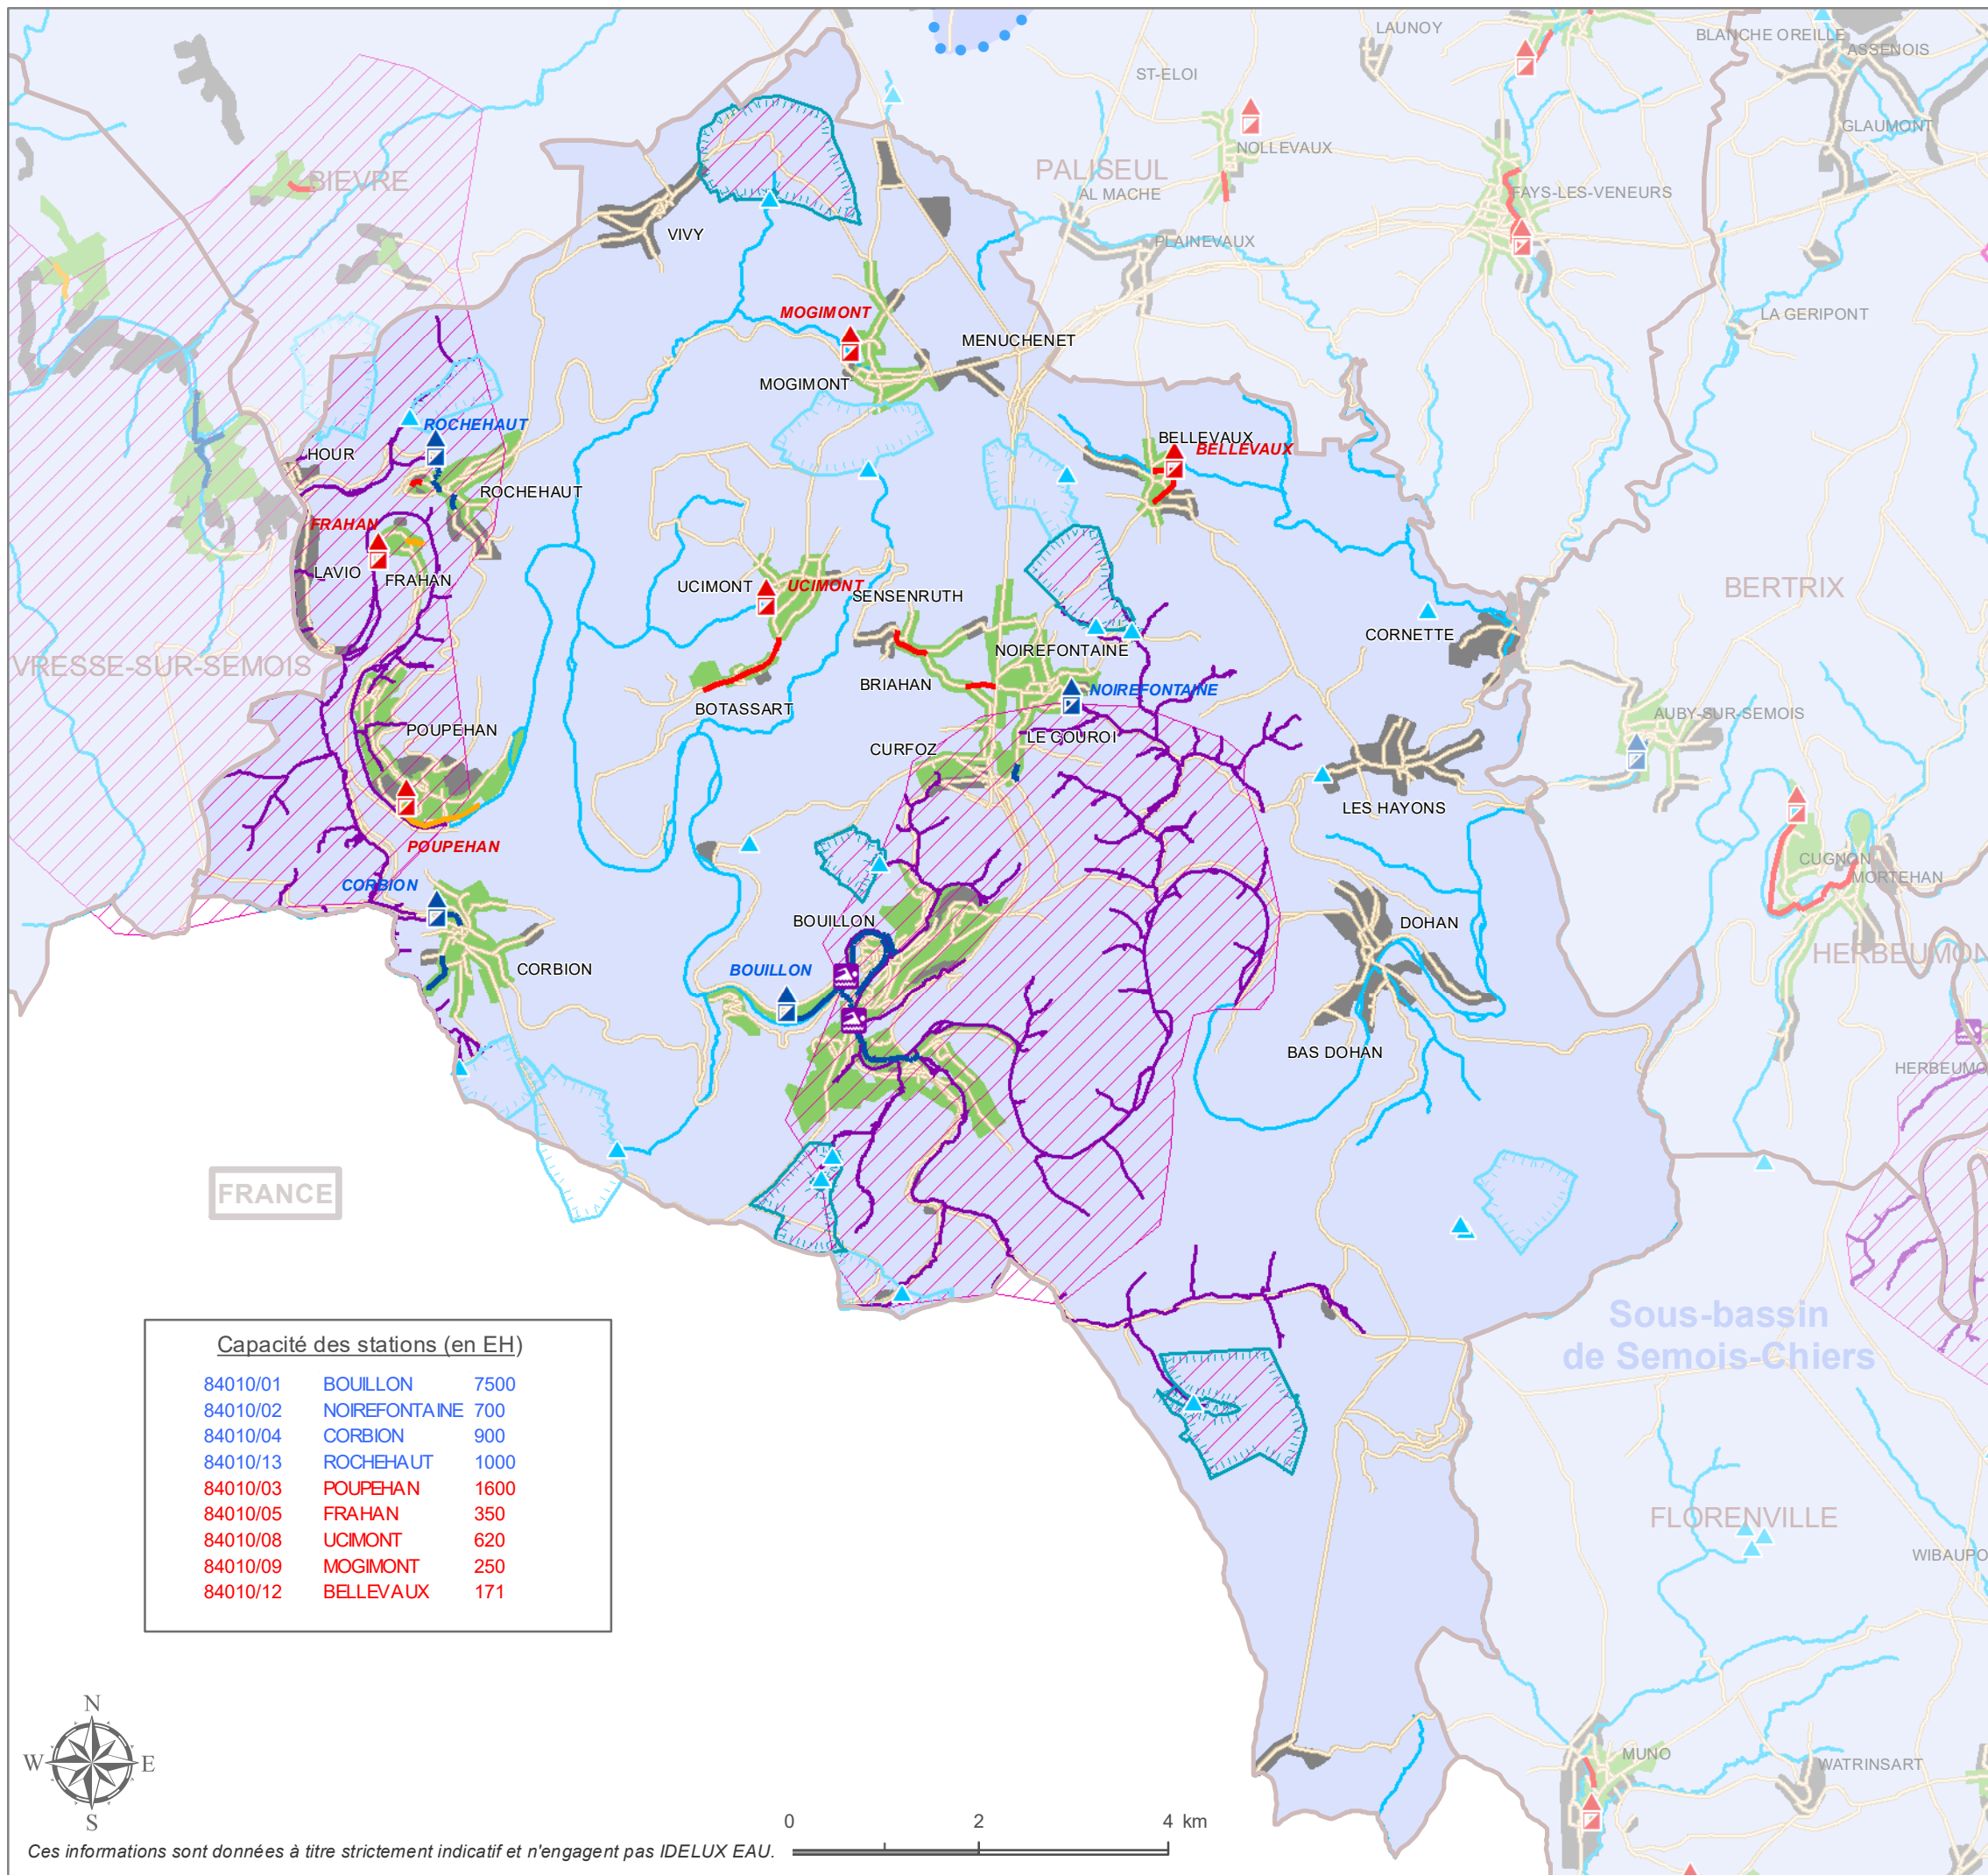 LAUNOY
BLANCHE OREILLE
ASSENOIS
ST-ELOI
GLAUMONT
NOLLEVAUX
PALISEUL
BIEVRE
AL MACHE
FAYS-LES-VENEURS
VIVY
PLAINEVAUX
MOGIMONT
LA GERIPONT
MENUCHENET
MOGIMONT
ROCHEHAUT
BELLEVAUX
BELLEVAUX
HOUR
ROCHEHAUT
FRAHAN
LAVIO
FRAHAN
UCIMONT
UCIMONT
SENSENRUTH
BERTRIX
CORNETTE
NOIREFONTAINE
VRESSE-SUR-SEMOIS
BRIAHAN
NOIREFONTAINE
BOTASSART
AUBY-SUR-SEMOIS
POUPEHAN
LE COUROI
CURFOZ
LES HAYONS
POUPEHAN
CUGNON
MORTEHAN
CORBION
BOUILLON
DOHAN
HERBEUMON
CORBION
BOUILLON
BAS DOHAN
HERBEUMO
FRANCE
Sous-bassin
de Semois-Chiers
Capacité des stations (en EH)
84010/01 BOUILLON 7500
84010/02 NOIREFONTAINE 700
84010/04 CORBION 900
84010/13 ROCHEHAUT 1000
84010/03 POUPEHAN 1600
84010/05 FRAHAN 350
84010/08 UCIMONT 620
84010/09 MOGIMONT 250
84010/12 BELLEVAUX 171
FLORENVILLE
WIBAUPO
MUNO
WATRINSART
N
W E
S
0 2 4 km
Ces informations sont données à titre strictement indicatif et n'engagent pas IDELUX EAU.